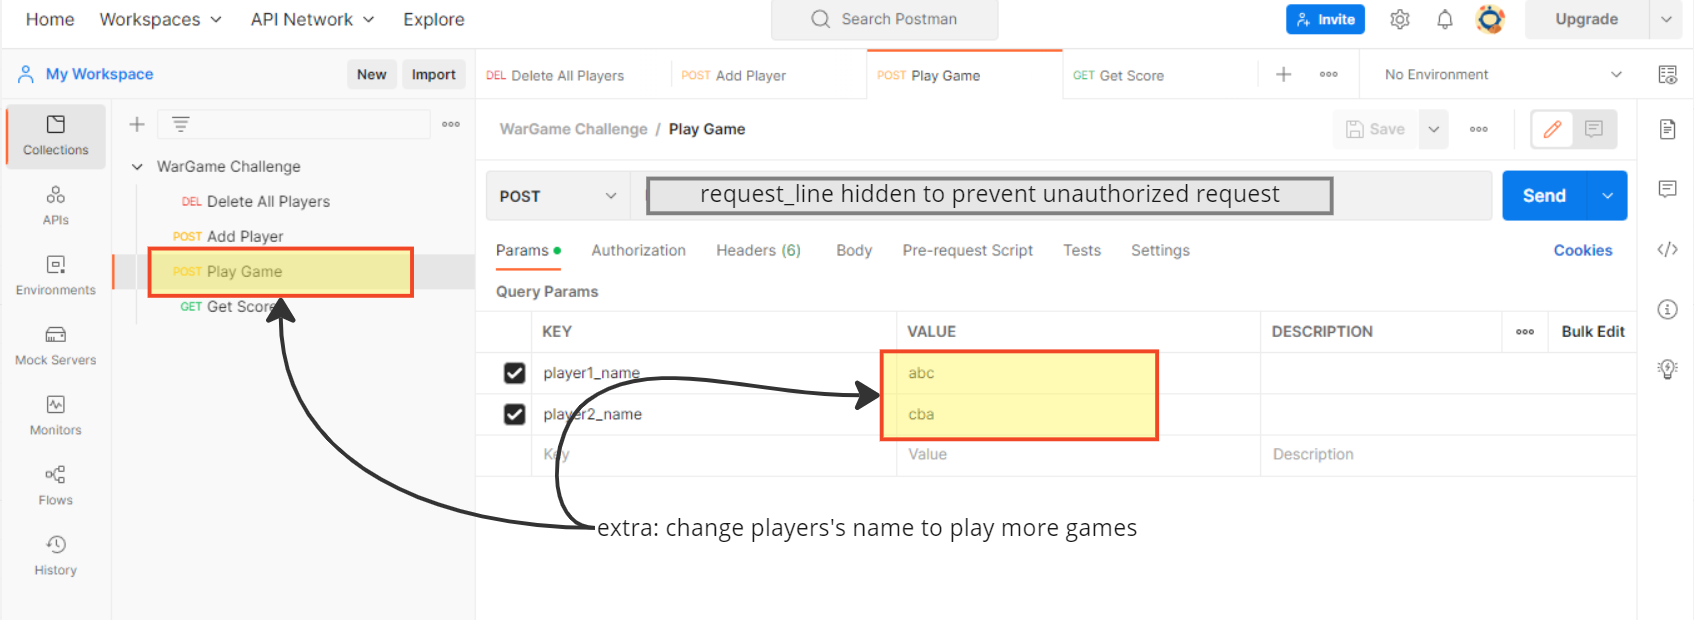 Home Workspaces API Network Explore Search Postman Invite Upgrade
My Workspace New Import DEL Delete All Players POST Add Player POST Play Game GET Get Score No Environment
Collections
APIs
Environments
Mock Servers
Monitors
Flows
History
WarGame Challenge
DEL Delete All Players
POST Add Player
POST Play Game
GET Get Score
WarGame Challenge / Play Game Save
POST request_line hidden to prevent unauthorized request Send
Params Authorization Headers (6) Body Pre-request Script Tests Settings Cookies
Query Params
KEY VALUE DESCRIPTION Bulk Edit
player1_name abc
player2_name cba
Key Value Description
extra: change players's name to play more games